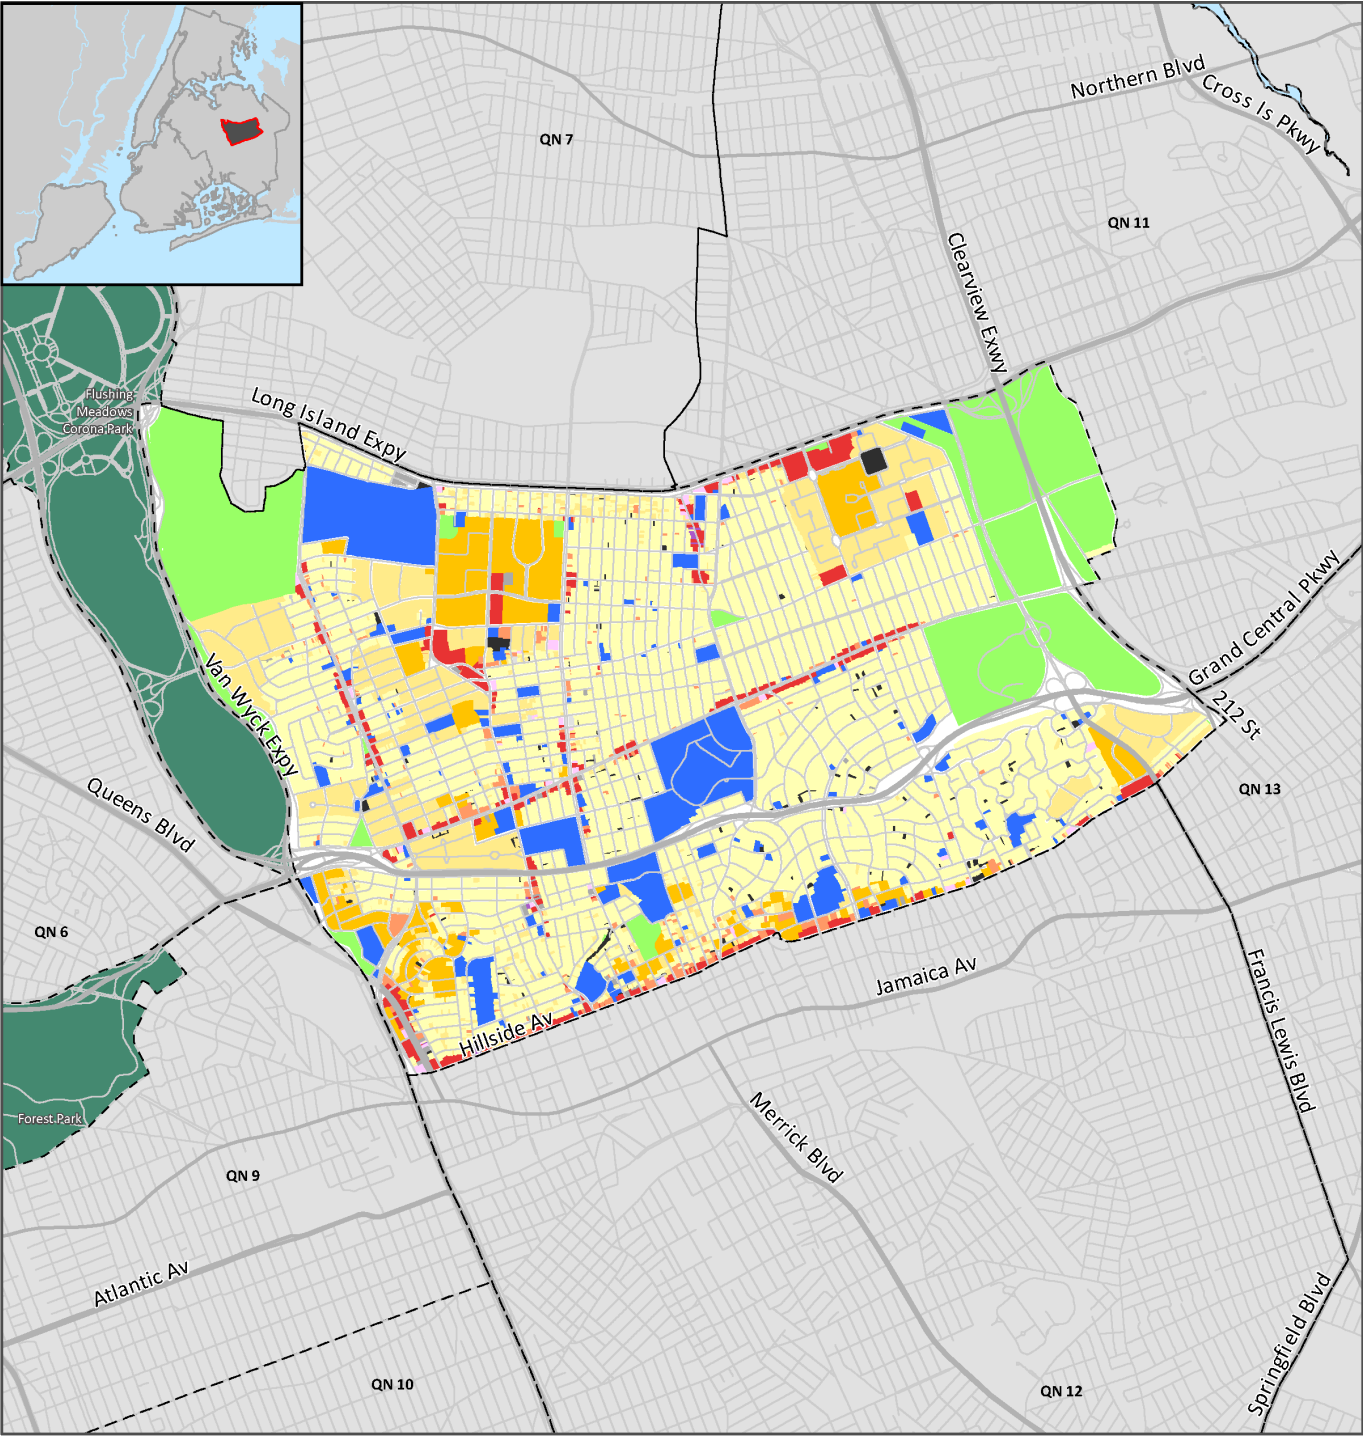 Northern Blvd
Cross Is Pkwy
QN 7
QN 11
Clearview Exwy
Flushing
Meadows
Corona Park
Long Island Expy
Grand Central Pkwy
Van Wyck Expy
212 St
Queens Blvd
QN 13
QN 6
Jamaica Av
Francis Lewis Blvd
Hillside Av
Forest Park
Merrick Blvd
QN 9
Atlantic Av
Springfield Blvd
QN 10
QN 12